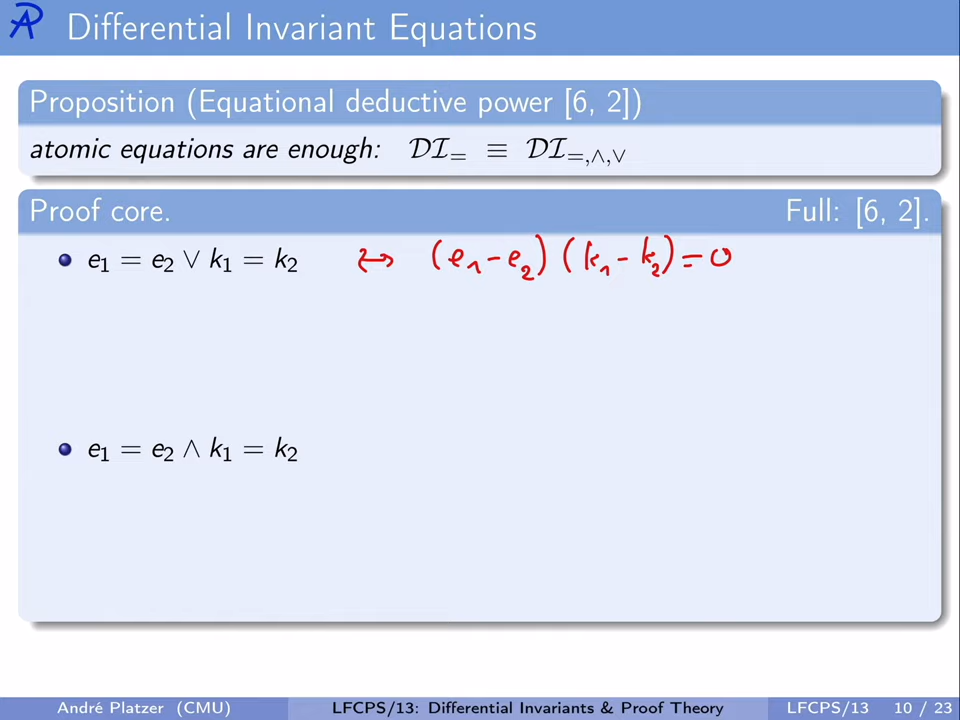 Differential Invariant Equations
Proposition (Equational deductive power [6, 2])
atomic equations are enough: 𝒟ℐ₌ ≡ 𝒟ℐ₌,∧,∨
Proof core. Full: [6, 2].
e₁ = e₂ ∨ k₁ = k₂ ↔ (e₁ - e₂) (k₁ - k₂) = 0
e₁ = e₂ ∧ k₁ = k₂
André Platzer (CMU) LFCPS/13: Differential Invariants & Proof Theory LFCPS/13 10 / 23